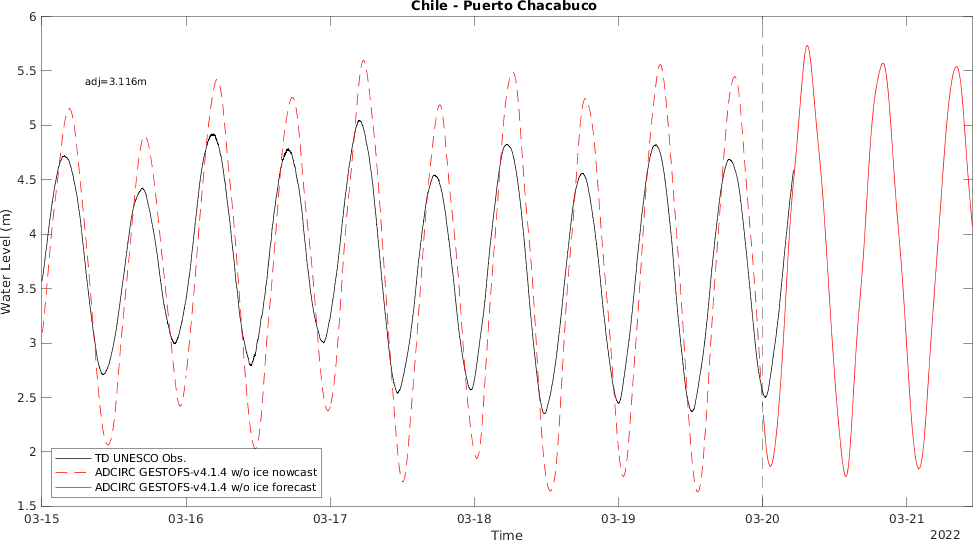 Chile - Puerto Chacabuco
Water Level (m)
6
5.5
5
4.5
4
3.5
3
2.5
2
1.5
adj=3.116m
TD UNESCO Obs.
ADCIRC GESTOFS-v4.1.4 w/o ice nowcast
ADCIRC GESTOFS-v4.1.4 w/o ice forecast
03-15 03-16 03-17 03-18 03-19 03-20 03-21
Time
2022